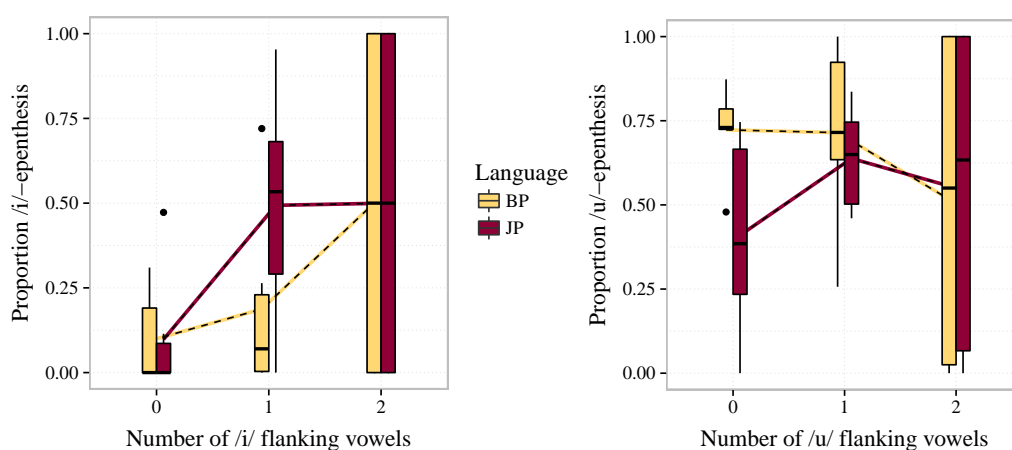 1.00
0.75
0.50
0.25
0.00
Proportion /i/-epenthesis
0 1 2
Number of /i/ flanking vowels
Language
BP
JP
1.00
0.75
0.50
0.25
0.00
Proportion /u/-epenthesis
0 1 2
Number of /u/ flanking vowels